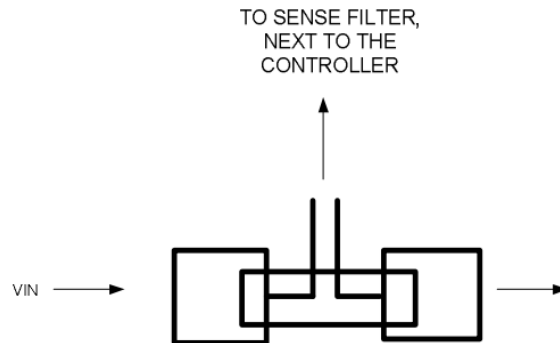 TO SENSE FILTER,
NEXT TO THE
CONTROLLER
VIN